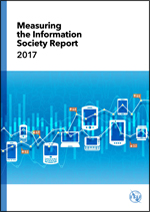 Measuring
the Information
Society Report
2017